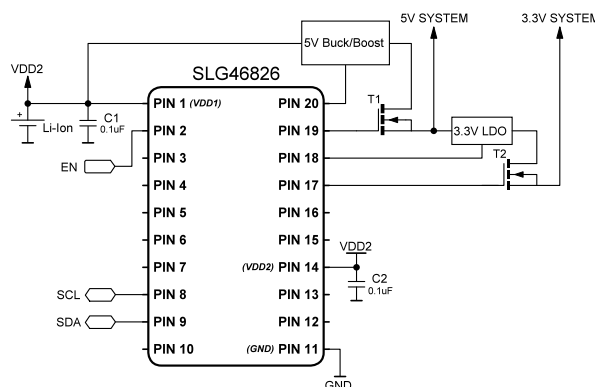 5V SYSTEM
3.3V SYSTEM
5V Buck/Boost
SLG46826
VDD2
T1
PIN 1 (VDD1)
PIN 20
C1
0.1uF
+
Li-Ion
PIN 2
PIN 19
3.3V LDO
EN
PIN 3
PIN 18
T2
PIN 4
PIN 17
PIN 5
PIN 16
PIN 6
PIN 15
VDD2
PIN 7
(VDD2) PIN 14
C2
0.1uF
SCL
PIN 8
PIN 13
SDA
PIN 9
PIN 12
PIN 10
(GND) PIN 11
GND